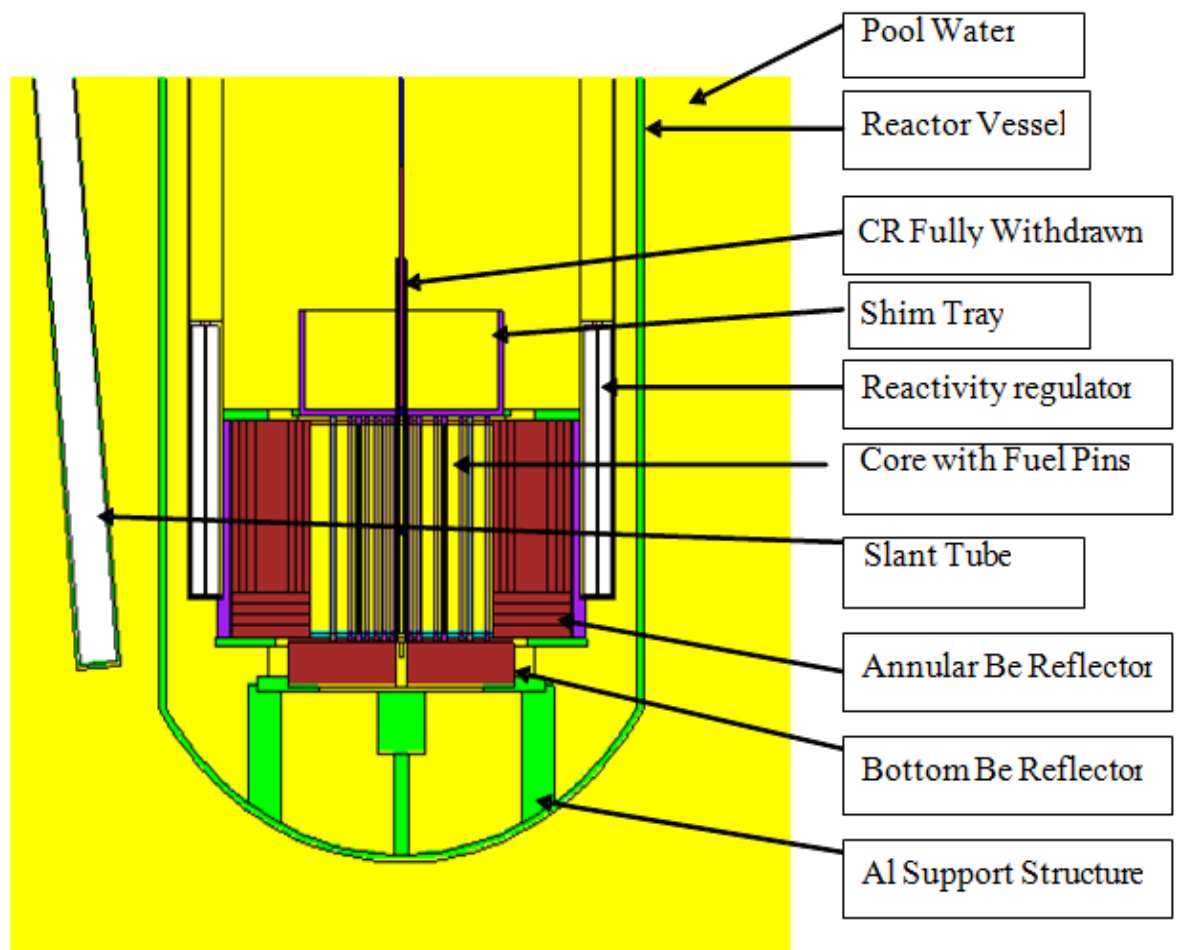 Pool Water
Reactor Vessel
CR Fully Withdrawn
Shim Tray
Reactivity regulator
Core with Fuel Pins
Slant Tube
Annular Be Reflector
Bottom Be Reflector
Al Support Structure